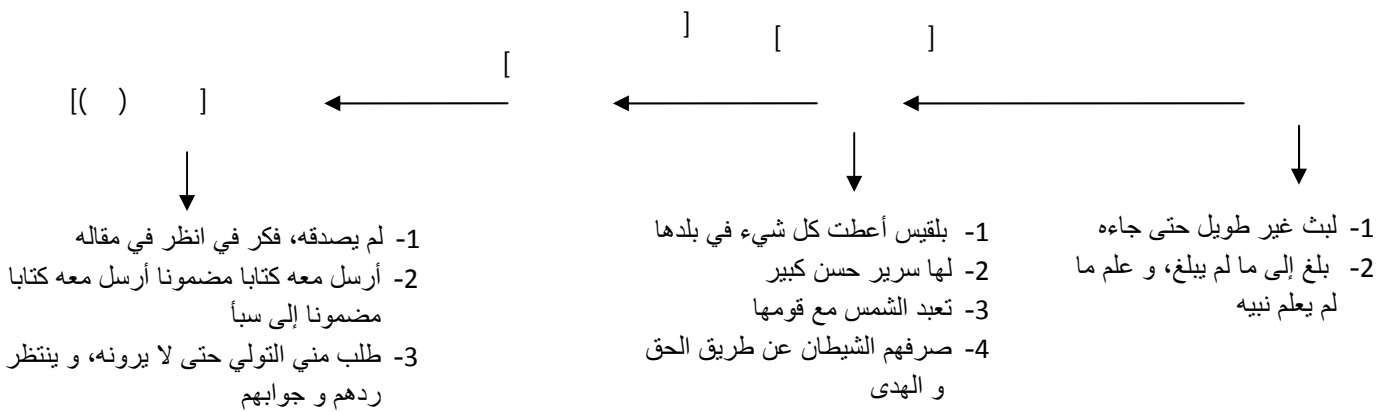 [ ]
[ ]
[( ) ]
1- لبث غير طويل حتى جاءه
2- بلغ إلى ما لم يبلغ، و علم ما
لم يعلم نبيه
1- بلقيس أعطت كل شيء في بلدها
2- لها سرير حسن كبير
3- تعبد الشمس مع قومها
4- صرفهم الشيطان عن طريق الحق
و الهدى
1- لم يصدقه، فكر في انظر في مقاله
2- أرسل معه كتابا مضمونا أرسل معه كتابا
مضمونا إلى سبأ
3- طلب مني التولي حتى لا يرونه، و ينتظر
ردهم و جوابهم